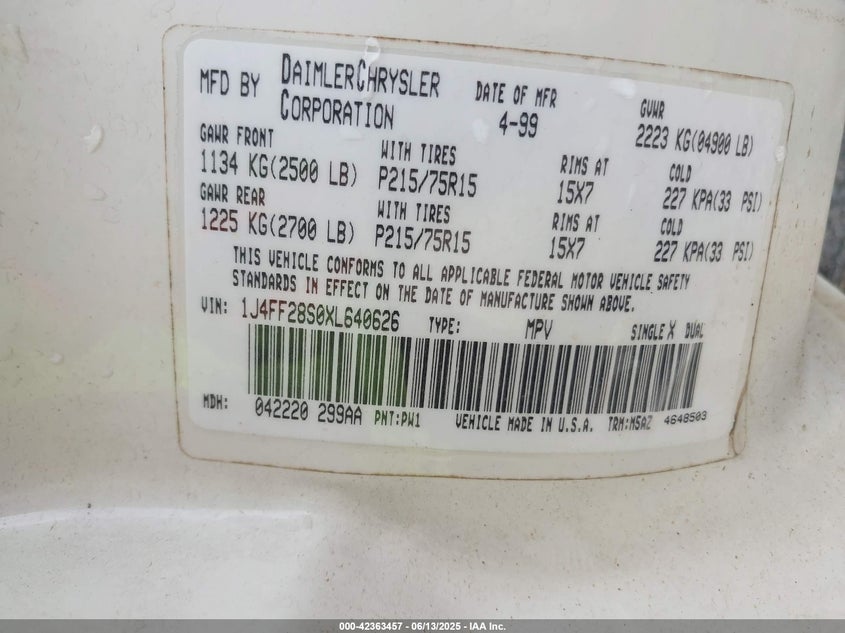 MFD BY DAIMLERCHRYSLER CORPORATION DATE OF MFR 4-99 GVWR 2223 KG(04900 LB)
GAWR FRONT WITH TIRES RIMS AT COLD
1134 KG(2500 LB) P215/75R15 15X7 227 KPA(33 PSI)
GAWR REAR WITH TIRES RIMS AT COLD
1225 KG(2700 LB) P215/75R15 15X7 227 KPA(33 PSI)
THIS VEHICLE CONFORMS TO ALL APPLICABLE FEDERAL MOTOR VEHICLE SAFETY
STANDARDS IN EFFECT ON THE DATE OF MANUFACTURE SHOWN ABOVE.
VIN: 1J4FF28S0XL640626 TYPE: MPV SINGLE X DUAL
MDH: 042220 299AA PNT:PW1 VEHICLE MADE IN U.S.A. TRM:M5AZ 4648503
000-42363457 - 06/13/2025 - IAA Inc.